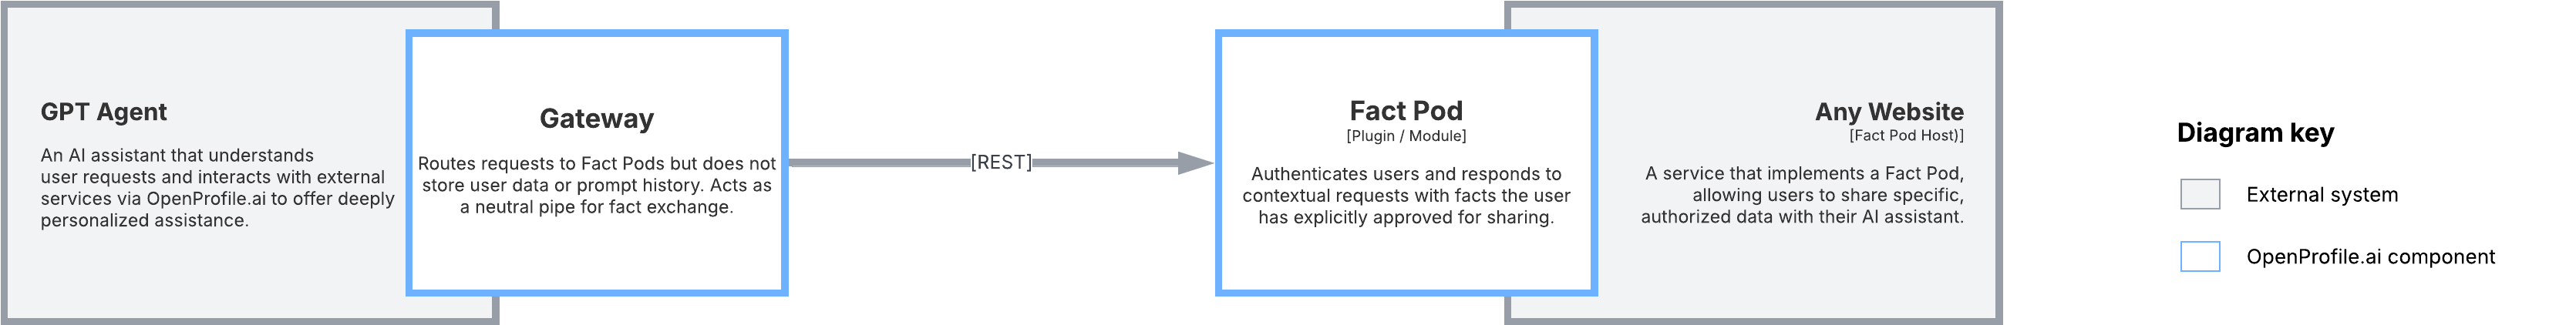 GPT Agent
An AI assistant that understands
user requests and interacts with external
services via OpenProfile.ai to offer deeply
personalized assistance.
Gateway
Routes requests to Fact Pods but does not
store user data or prompt history. Acts as
a neutral pipe for fact exchange.
[REST]
Fact Pod
[Plugin / Module]
Authenticates users and responds to
contextual requests with facts the user
has explicitly approved for sharing.
Any Website
[Fact Pod Host)]
A service that implements a Fact Pod,
allowing users to share specific,
authorized data with their AI assistant.
Diagram key
External system
OpenProfile.ai component